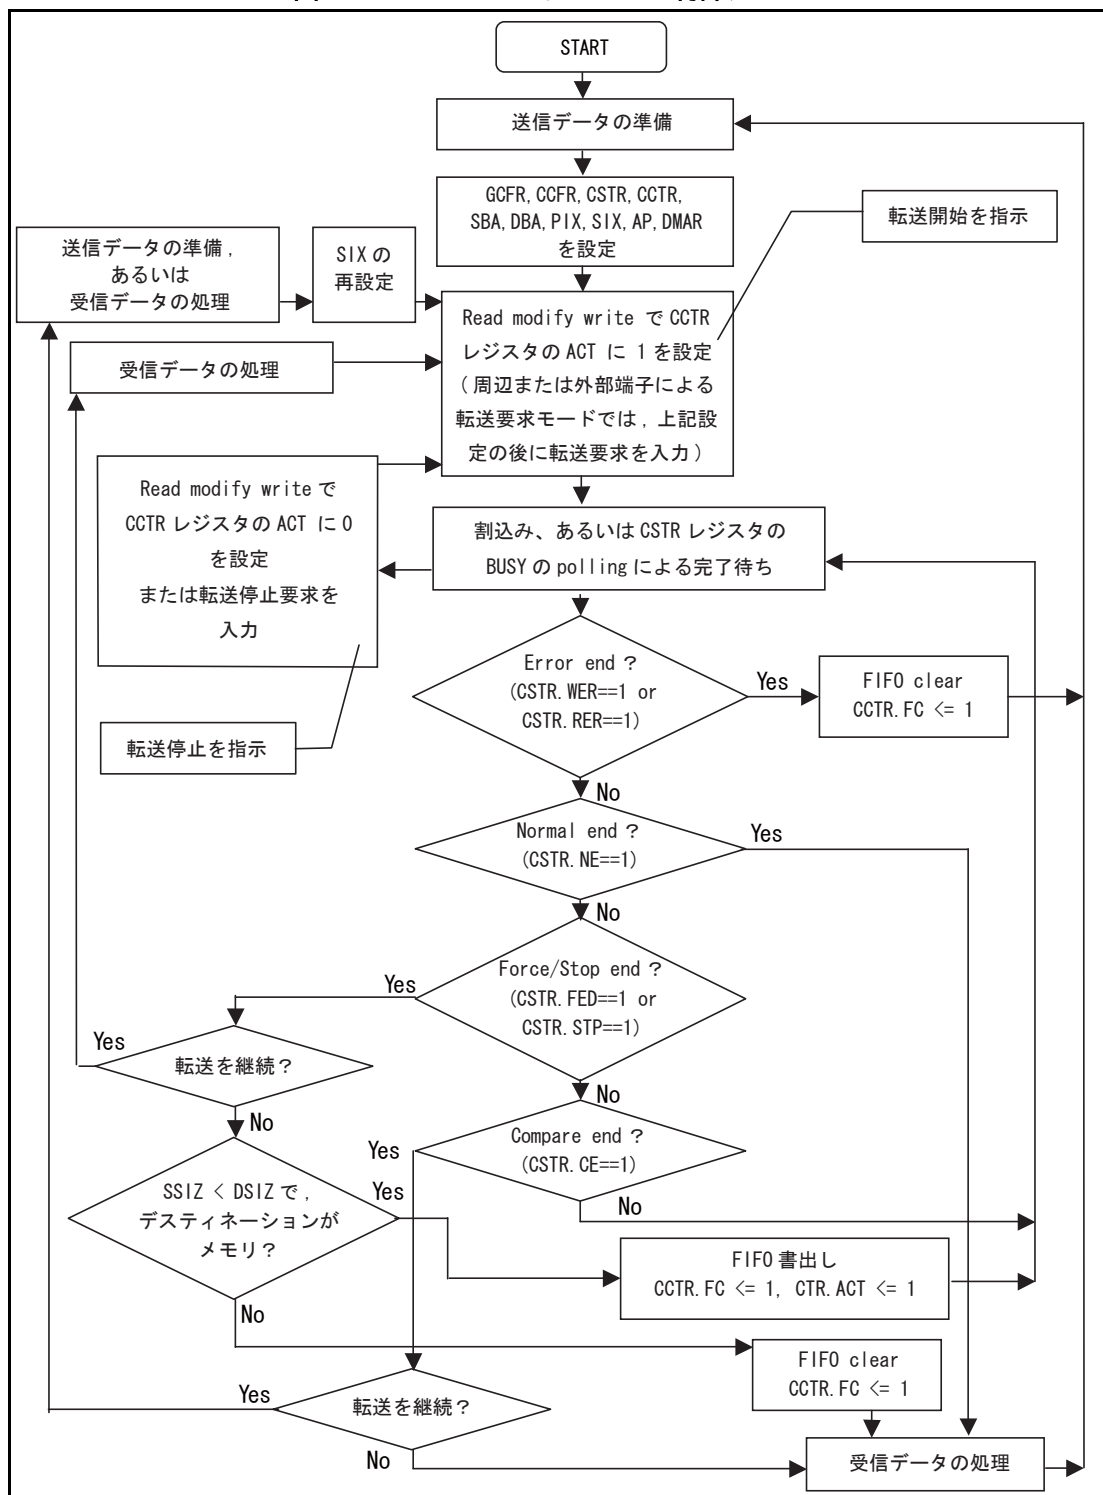 START
送信データの準備
GCFR, CCFR, CSTR, CCTR,
SBA, DBA, PIX, SIX, AP, DMAR
を設定
転送開始を指示
送信データの準備 ,
あるいは
受信データの処理
SIX の
再設定
Read modify write で CCTR
レジスタの ACT に 1 を設定
( 周辺または外部端子による
転送要求モードでは , 上記設
定の後に転送要求を入力 )
受信データの処理
Read modify write で
CCTR レジスタの ACT に 0
を設定
または転送停止要求を
入力
割込み、あるいは CSTR レジスタの
BUSY の polling による完了待ち
Error end ?
(CSTR.WER==1 or
CSTR.RER==1)
Yes
FIFO clear
CCTR.FC <= 1
転送停止を指示
No
Normal end ?
(CSTR.NE==1)
Yes
No
Force/Stop end ?
(CSTR.FED==1 or
CSTR.STP==1)
Yes
Yes
転送を継続 ?
No
No
Compare end ?
(CSTR.CE==1)
Yes
No
SSIZ < DSIZ で ,
デスティネーションが
メモリ ?
Yes
FIFO 書出し
CCTR.FC <= 1, CTR.ACT <= 1
No
FIFO clear
CCTR.FC <= 1
Yes
転送を継続 ?
No
受信データの処理